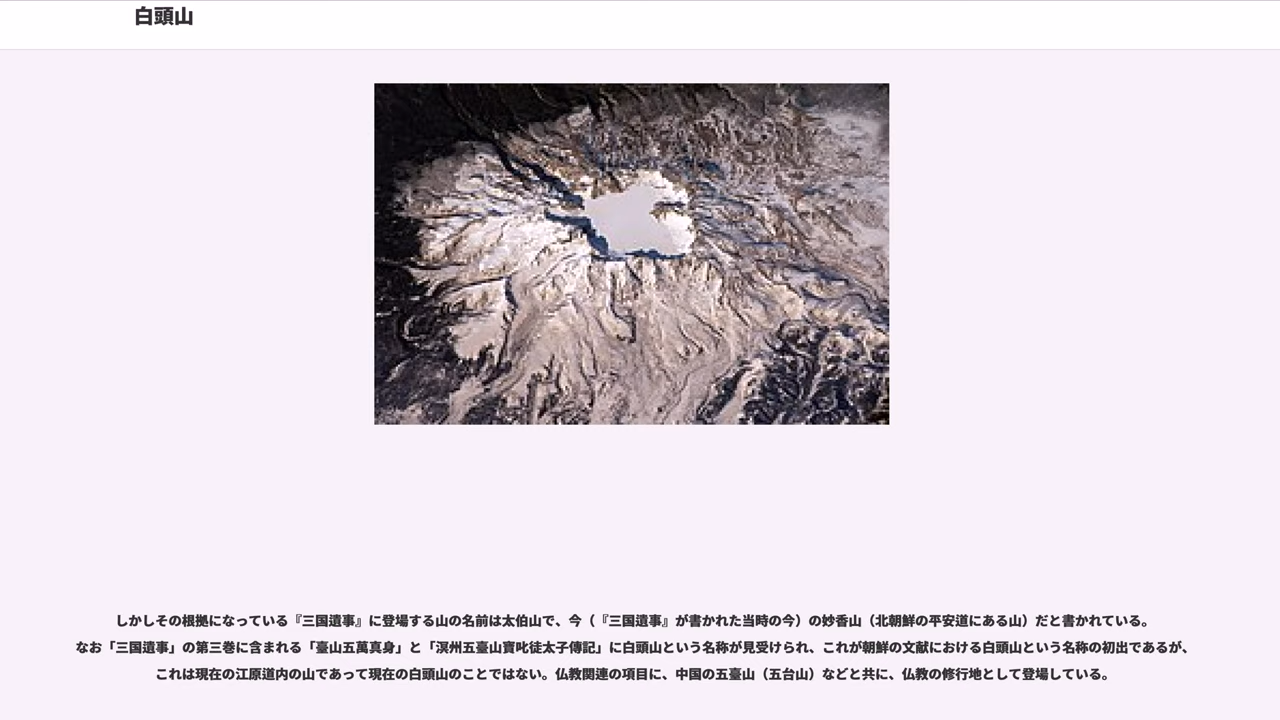 白頭山
しかしその根拠になっている『三国遺事』に登場する山の名前は太伯山で、今（『三国遺事』が書かれた当時の今）の妙香山（北朝鮮の平安道にある山）だと書かれている。
なお「三国遺事」の第三巻に含まれる「臺山五萬真身」と「溟州五臺山寶叱徒太子傳記」に白頭山という名称が見受けられ、これが朝鮮の文献における白頭山という名称の初出であるが、
これは現在の江原道内の山であって現在の白頭山のことではない。仏教関連の項目に、中国の五臺山（五台山）などと共に、仏教の修行地として登場している。